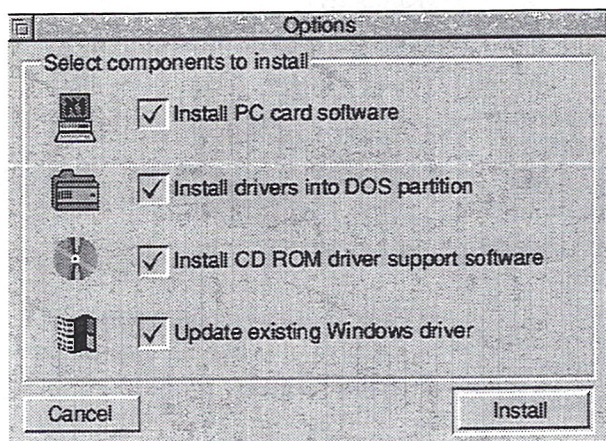 Options
Select components to install
Install PC card software
Install drivers into DOS partition
Install CD ROM driver support software
Update existing Windows driver
Cancel
Install